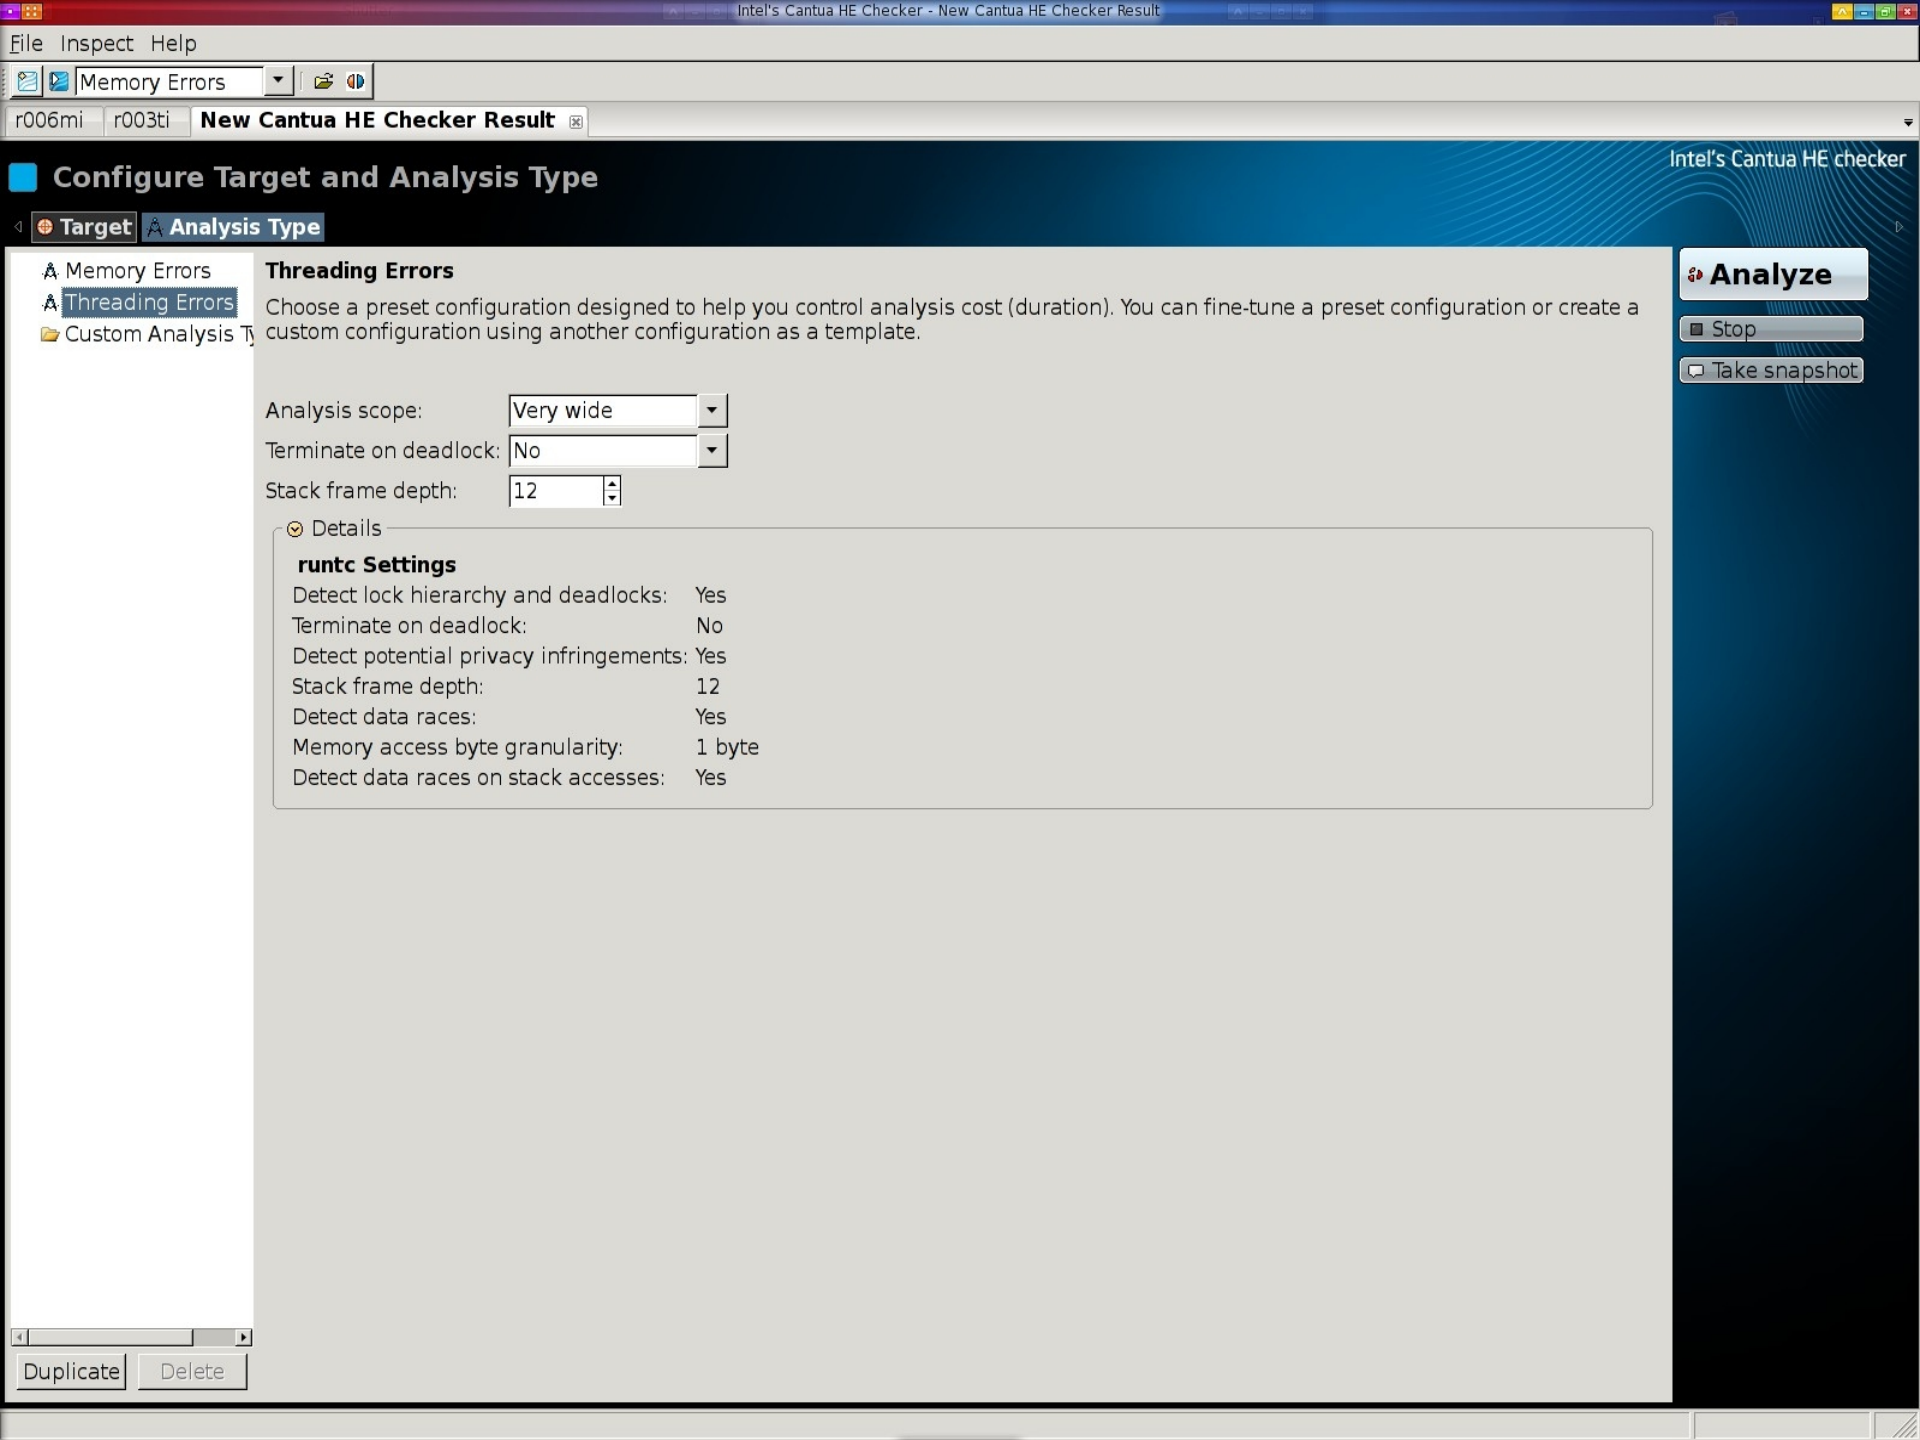 Intel's Cantua HE Checker - New Cantua HE Checker Result
File Inspect Help
Memory Errors
r006mi r003ti New Cantua HE Checker Result
Intel's Cantua HE checker
Configure Target and Analysis Type
Target Analysis Type
Memory Errors
Threading Errors
Custom Analysis
Threading Errors
Choose a preset configuration designed to help you control analysis cost (duration). You can fine-tune a preset configuration or create a
custom configuration using another configuration as a template.
Analysis scope: Very wide
Terminate on deadlock: No
Stack frame depth: 12
Details
runtc Settings
Detect lock hierarchy and deadlocks: Yes
Terminate on deadlock: No
Detect potential privacy infringements: Yes
Stack frame depth: 12
Detect data races: Yes
Memory access byte granularity: 1 byte
Detect data races on stack accesses: Yes
Analyze
Stop
Take snapshot
Duplicate Delete